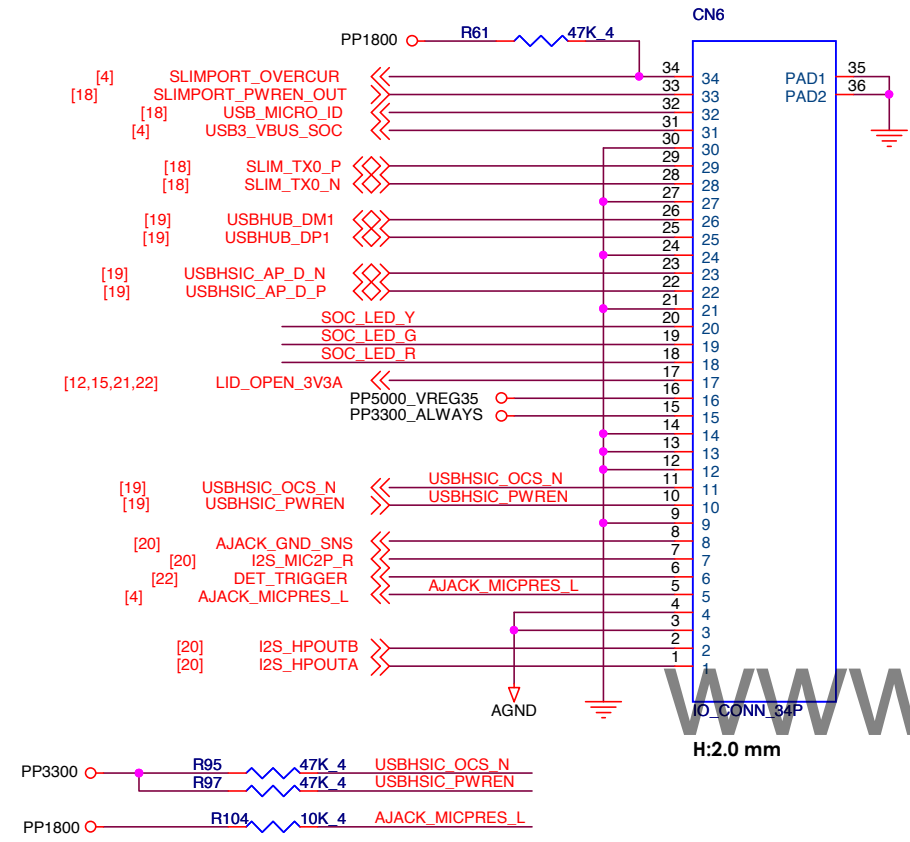 CN6
PP1800 R61 47K_4
[4] SLIMPORT_OVERCUR 34 34 PAD1 35
[18] SLIMPORT_PWREN_OUT 33 33 PAD2 36
[18] USB_MICRO_ID 32 32
[4] USB3_VBUS_SOC 31 31
30 30
[18] SLIM_TX0_P 29 29
[18] SLIM_TX0_N 28 28
27 27
[19] USBHUB_DM1 26 26
[19] USBHUB_DP1 25 25
24 24
[19] USBHSIC_AP_D_N 23 23
[19] USBHSIC_AP_D_P 22 22
21 21
SOC_LED_Y 20 20
SOC_LED_G 19 19
SOC_LED_R 18 18
[12,15,21,22] LID_OPEN_3V3A 17 17
PP5000_VREG35 16 16
PP3300_ALWAYS 15 15
14 14
13 13
12 12
[19] USBHSIC_OCS_N USBHSIC_OCS_N 11 11
[19] USBHSIC_PWREN USBHSIC_PWREN 10 10
9 9
[20] AJACK_GND_SNS 8 8
[20] I2S_MIC2P_R 7 7
[22] DET_TRIGGER 6 6
[4] AJACK_MICPRES_L AJACK_MICPRES_L 5 5
4 4
3 3
[20] I2S_HPOUTB 2 2
[20] I2S_HPOUTA 1 1
AGND
IO_CONN_34P
www
H:2.0 mm
PP3300 R95 47K_4 USBHSIC_OCS_N
R97 47K_4 USBHSIC_PWREN
PP1800 R104 10K_4 AJACK_MICPRES_L